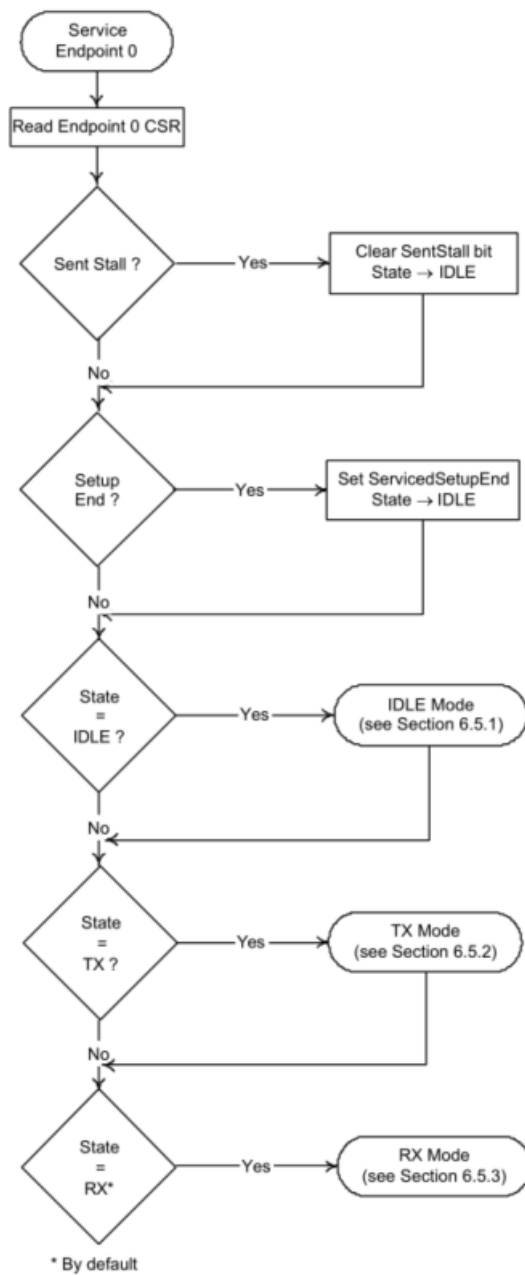 Service
Endpoint 0
Read Endpoint 0 CSR
Sent Stall ?
Yes
Clear SentStall bit
State → IDLE
No
Setup
End ?
Yes
Set ServicedSetupEnd
State → IDLE
No
State
=
IDLE ?
Yes
IDLE Mode
(see Section 6.5.1)
No
State
=
TX ?
Yes
TX Mode
(see Section 6.5.2)
No
State
=
RX*
Yes
RX Mode
(see Section 6.5.3)
* By default